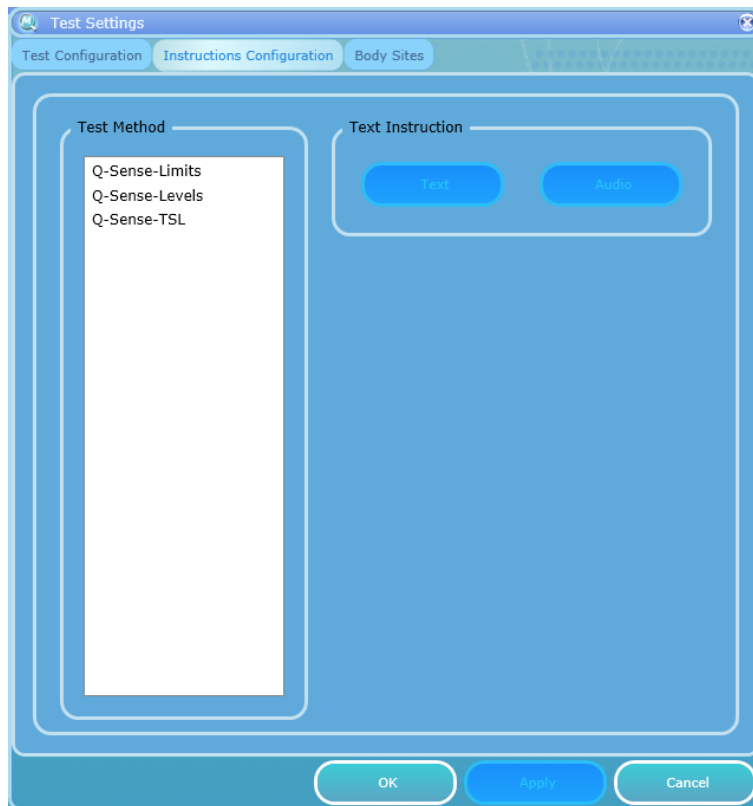 Test Settings
Test Configuration Instructions Configuration Body Sites
Test Method
Q-Sense-Limits
Q-Sense-Levels
Q-Sense-TSL
Text Instruction
Text Audio
OK Apply Cancel